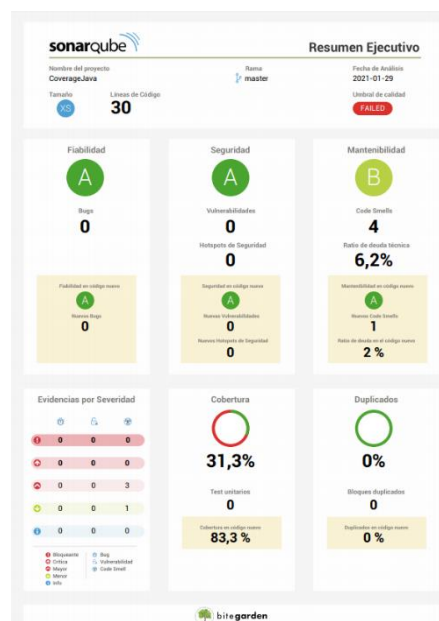 sonarqube
Resumen Ejecutivo
Nombre del proyecto
CoverageJava
Rama
master
Fecha de Análisis
2021-01-29
Tamaño
XS
Líneas de Código
30
Umbral de calidad
FAILED
Fiabilidad
A
Bugs
0
Fiabilidad en código nuevo
A
Nuevos Bugs
0
Seguridad
A
Vulnerabilidades
0
Hotspots de Seguridad
0
Seguridad en código nuevo
A
Nuevas Vulnerabilidades
0
Nuevos Hotspots de Seguridad
0
Mantenibilidad
B
Code Smells
4
Ratio de deuda técnica
6,2%
Mantenibilidad en código nuevo
A
Nuevos Code Smells
1
Ratio de deuda en el código nuevo
2 %
Evidencias por Severidad
0 0 0
0 0 0
0 0 3
0 0 1
0 0 0
Bloqueante
Crítica
Mayor
Menor
Info
Bug
Vulnerabilidad
Code Smell
Cobertura
31,3%
Test unitarios
0
Cobertura en código nuevo
83,3 %
Duplicados
0%
Bloques duplicados
0
Duplicados en código nuevo
0 %
bitegarden